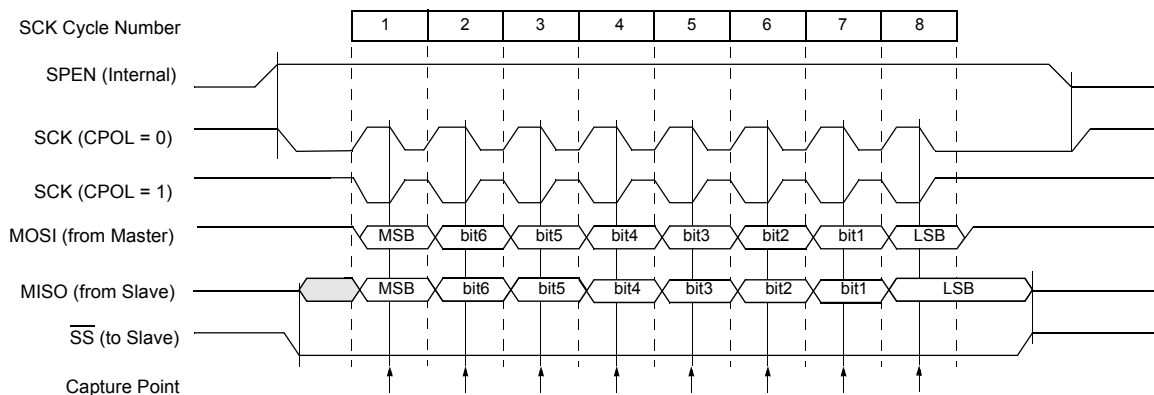 SCK Cycle Number 1 2 3 4 5 6 7 8
SPEN (Internal)
SCK (CPOL = 0)
SCK (CPOL = 1)
MOSI (from Master) MSB bit6 bit5 bit4 bit3 bit2 bit1 LSB
MISO (from Slave) MSB bit6 bit5 bit4 bit3 bit2 bit1 LSB
S̅S̅ (to Slave)
Capture Point